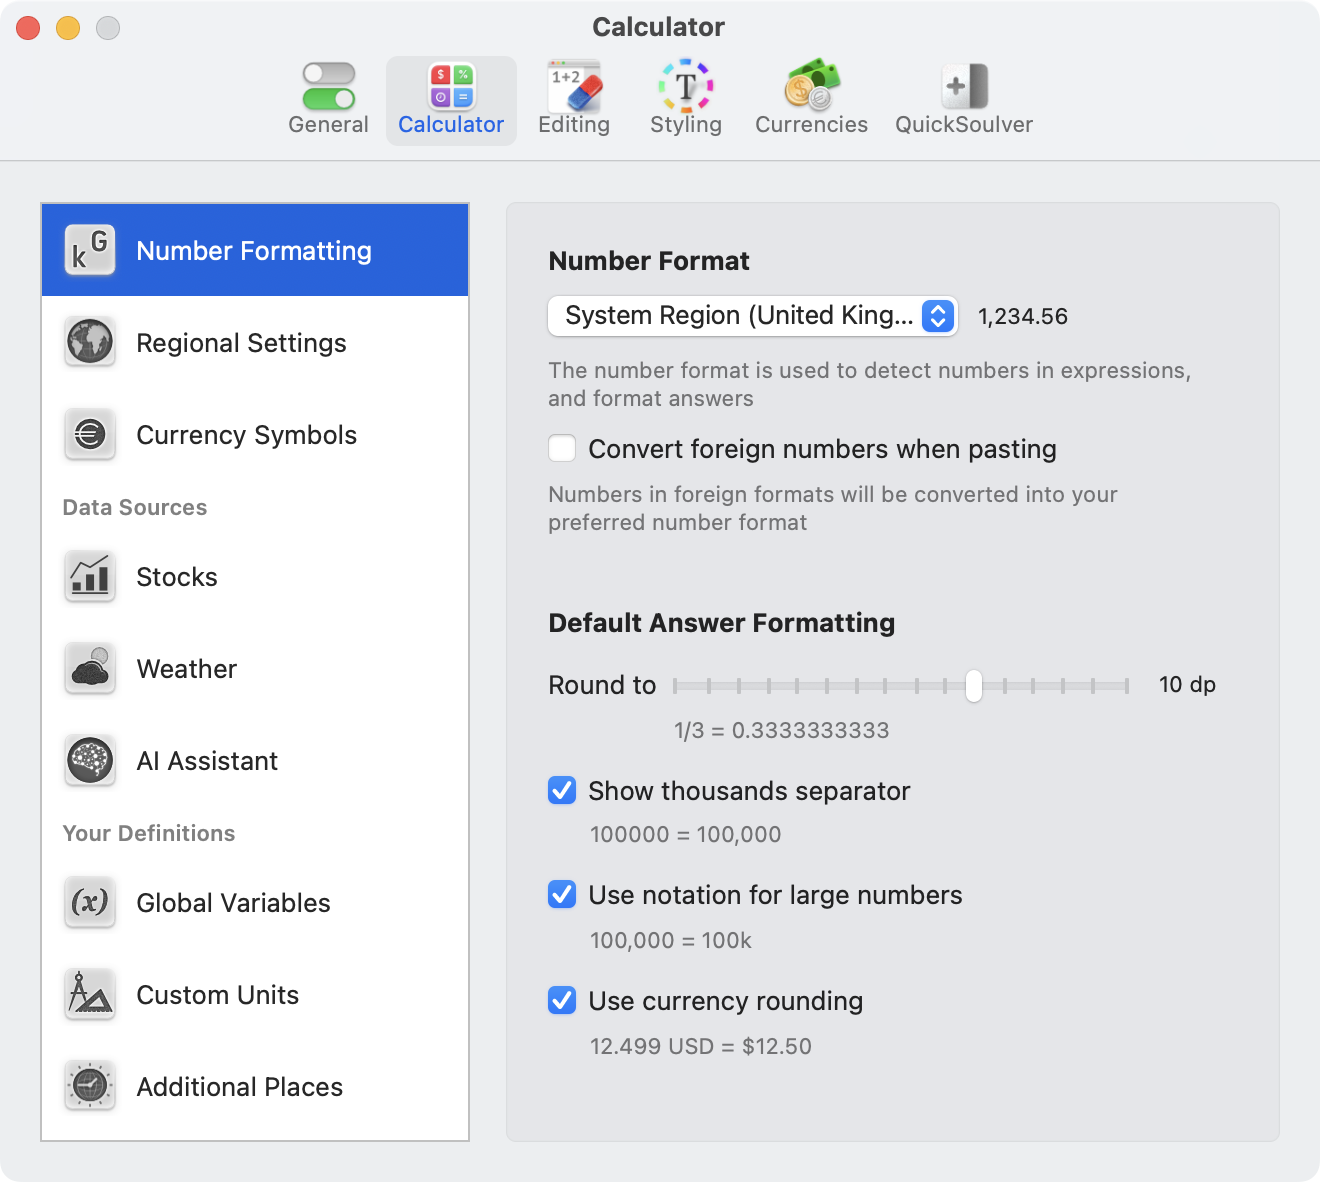 Calculator
General
Calculator
1+2
Editing
T
Styling
Currencies
QuickSoulver
k G
Number Formatting
Regional Settings
Currency Symbols
Data Sources
Stocks
Weather
AI Assistant
Your Definitions
(x)
Global Variables
Custom Units
Additional Places
Number Format
System Region (United King... 1,234.56
The number format is used to detect numbers in expressions,
and format answers
Convert foreign numbers when pasting
Numbers in foreign formats will be converted into your
preferred number format
Default Answer Formatting
Round to 10 dp
1/3 = 0.3333333333
Show thousands separator
100000 = 100,000
Use notation for large numbers
100,000 = 100k
Use currency rounding
12.499 USD = $12.50